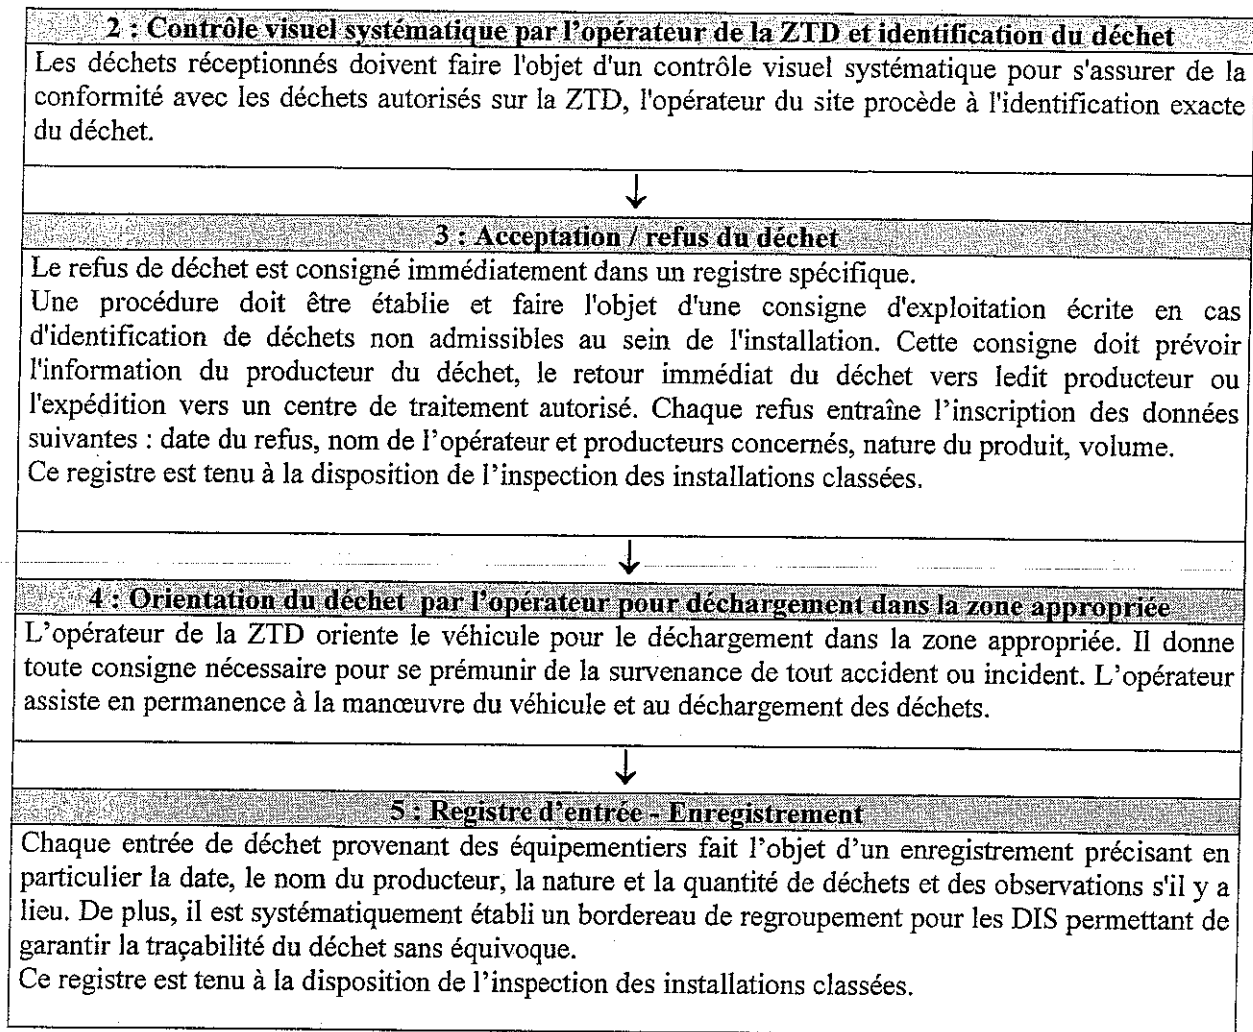 2 : Contrôle visuel systématique par l'opérateur de la ZTD et identification du déchet
Les déchets réceptionnés doivent faire l'objet d'un contrôle visuel systématique pour s'assurer de la
conformité avec les déchets autorisés sur la ZTD, l'opérateur du site procède à l'identification exacte
du déchet.
↓
3 : Acceptation / refus du déchet
Le refus de déchet est consigné immédiatement dans un registre spécifique.
Une procédure doit être établie et faire l'objet d'une consigne d'exploitation écrite en cas
d'identification de déchets non admissibles au sein de l'installation. Cette consigne doit prévoir
l'information du producteur du déchet, le retour immédiat du déchet vers ledit producteur ou
l'expédition vers un centre de traitement autorisé. Chaque refus entraîne l'inscription des données
suivantes : date du refus, nom de l'opérateur et producteurs concernés, nature du produit, volume.
Ce registre est tenu à la disposition de l'inspection des installations classées.
↓
4 : Orientation du déchet par l'opérateur pour déchargement dans la zone appropriée
L'opérateur de la ZTD oriente le véhicule pour le déchargement dans la zone appropriée. Il donne
toute consigne nécessaire pour se prémunir de la survenance de tout accident ou incident. L'opérateur
assiste en permanence à la manœuvre du véhicule et au déchargement des déchets.
↓
5 : Registre d'entrée - Enregistrement
Chaque entrée de déchet provenant des équipementiers fait l'objet d'un enregistrement précisant en
particulier la date, le nom du producteur, la nature et la quantité de déchets et des observations s'il y a
lieu. De plus, il est systématiquement établi un bordereau de regroupement pour les DIS permettant de
garantir la traçabilité du déchet sans équivoque.
Ce registre est tenu à la disposition de l'inspection des installations classées.